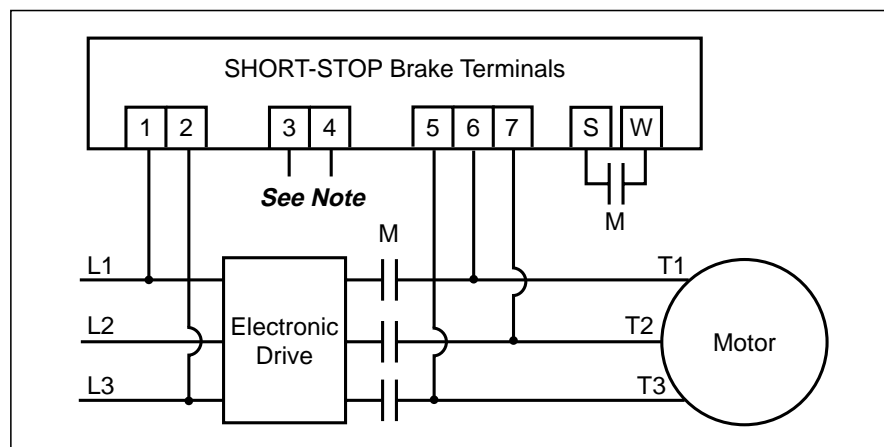 SHORT-STOP Brake Terminals
1 2 3 4 5 6 7 S W
See Note
M
M
L1
T1
L2
Electronic
Drive
T2
Motor
L3
T3